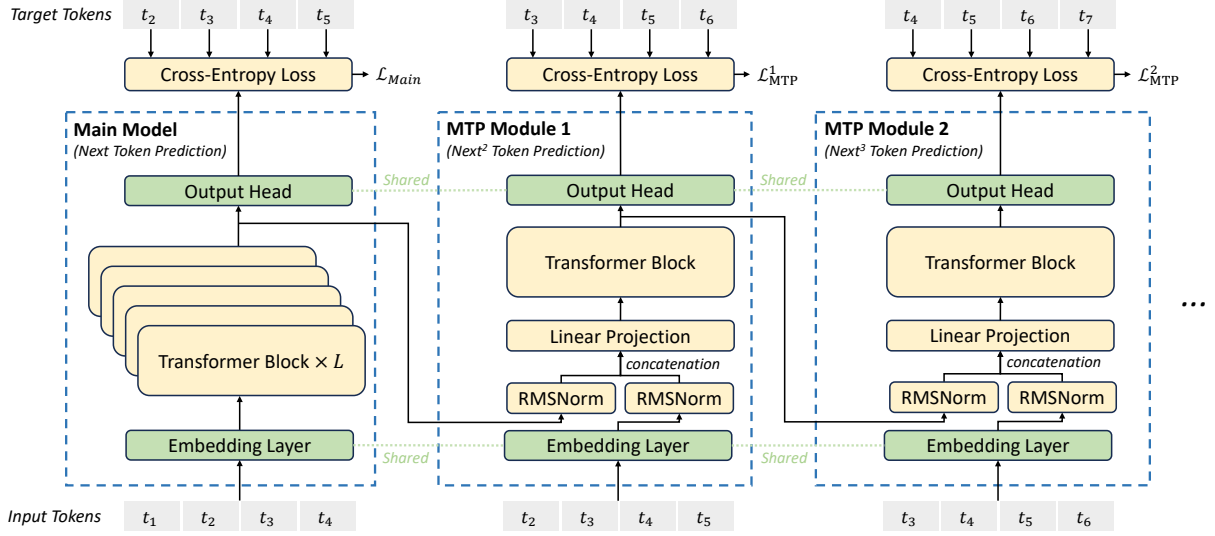 Target Tokens t₂ t₃ t₄ t₅ t₃ t₄ t₅ t₆ t₄ t₅ t₆ t₇
Cross-Entropy Loss ℒ_Main Cross-Entropy Loss ℒ¹_MTP Cross-Entropy Loss ℒ²_MTP
Main Model
(Next Token Prediction)
MTP Module 1
(Next² Token Prediction)
MTP Module 2
(Next³ Token Prediction)
Output Head Shared Output Head Shared Output Head
Transformer Block × L
Transformer Block
Transformer Block
Linear Projection
Linear Projection
concatenation
concatenation
RMSNorm RMSNorm
RMSNorm RMSNorm
Embedding Layer Shared Embedding Layer Shared Embedding Layer
...
Input Tokens t₁ t₂ t₃ t₄ t₂ t₃ t₄ t₅ t₃ t₄ t₅ t₆